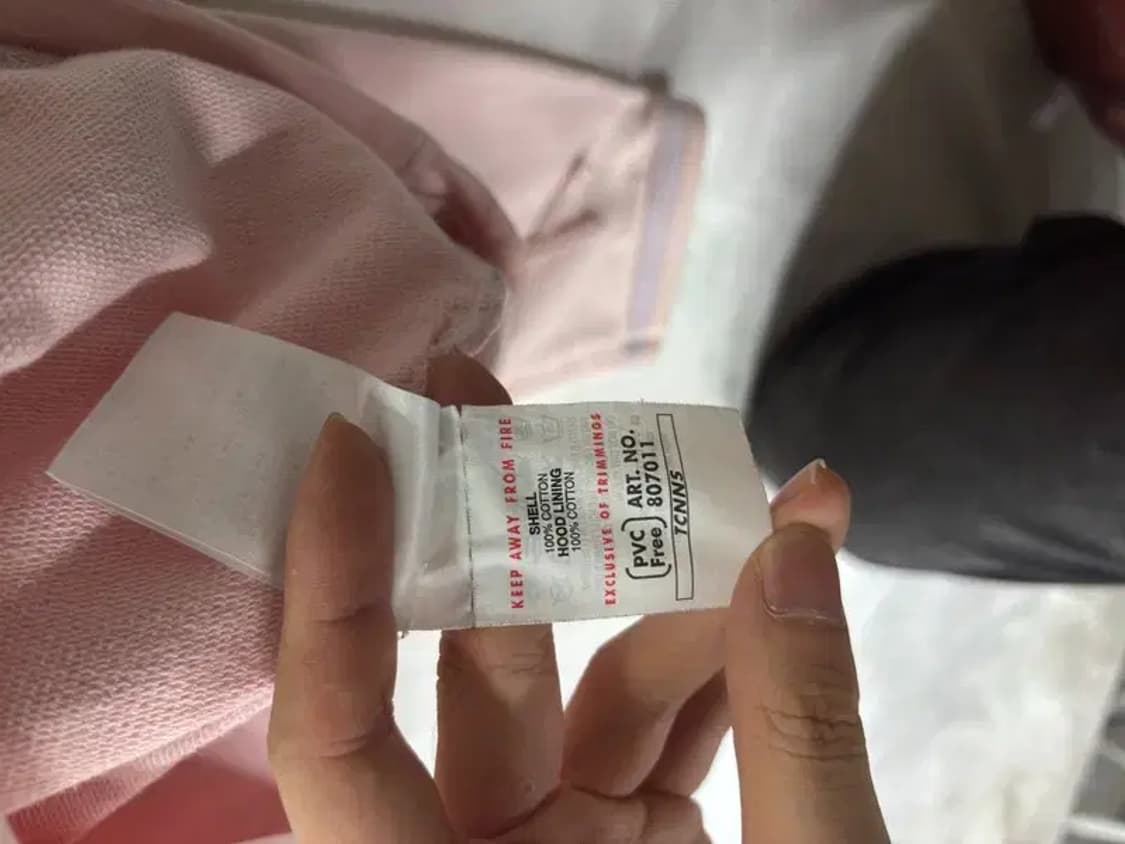 KEEP AWAY FROM FIRE
SHELL
100% COTTON
HOOD LINING
100% COTTON
EXCLUSIVE OF TRIMMINGS
PVC Free
ART. NO.
807011
TCNNS